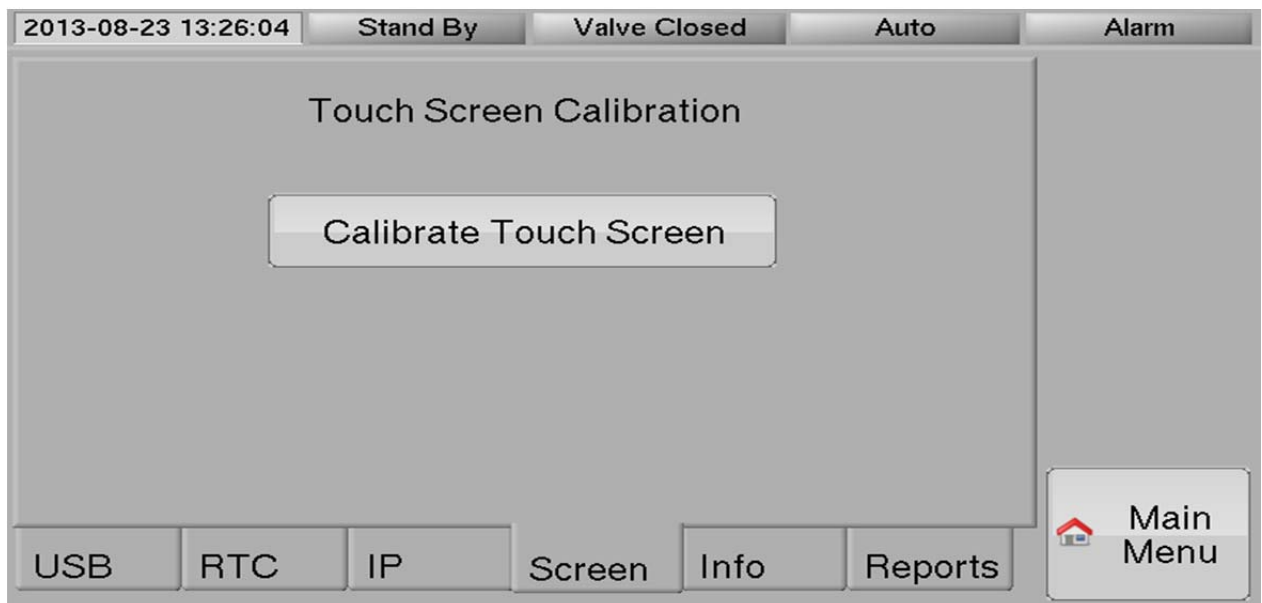 2013-08-23 13:26:04 Stand By Valve Closed Auto Alarm
Touch Screen Calibration
Calibrate Touch Screen
USB RTC IP Screen Info Reports
Main
Menu